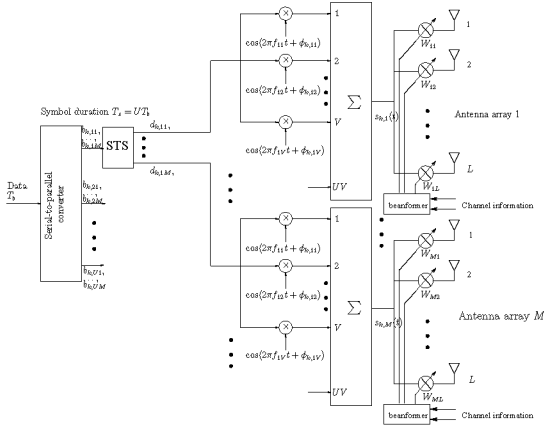 Symbol duration T_s = UT_b
Data
T_b
Serial-to-parallel
converter
b_{k,11},
...,
b_{k,1M}
b_{k,21},
...,
b_{k,2M}
b_{k,U1},
...,
b_{k,UM}
STS
d_{k,11},
d_{k,1M},
cos(2πf_{11}t + φ_{k,11})
cos(2πf_{12}t + φ_{k,12})
cos(2πf_{1V}t + φ_{k,1V})
1
2
V
UV
Σ
s_{k,1}(t)
W_{11}
W_{12}
W_{1L}
1
2
L
Antenna array 1
beamformer
Channel information
cos(2πf_{11}t + φ_{k,11})
cos(2πf_{12}t + φ_{k,12})
cos(2πf_{1V}t + φ_{k,1V})
1
2
V
UV
Σ
s_{k,M}(t)
W_{M1}
W_{M2}
W_{ML}
1
2
L
Antenna array M
beamformer
Channel information